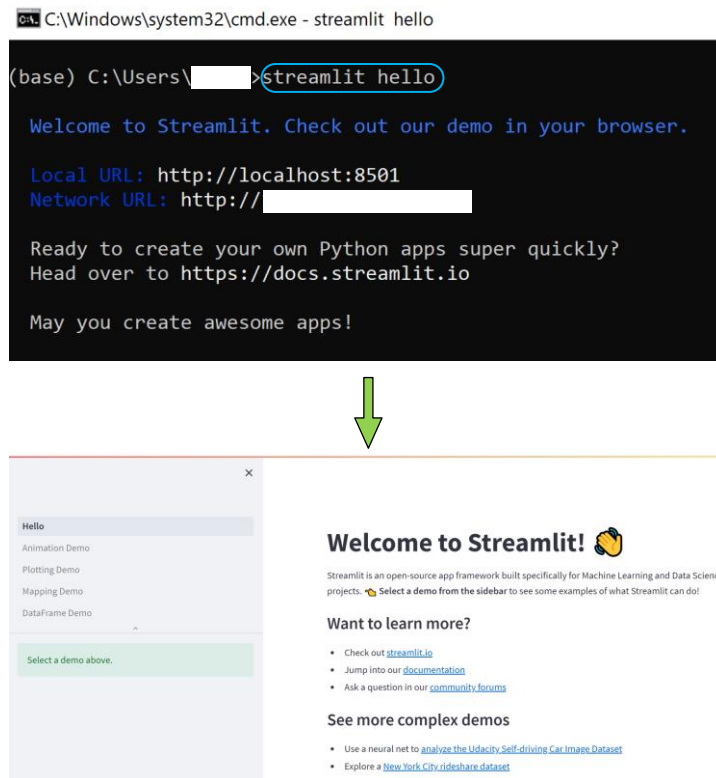 C:\Windows\system32\cmd.exe - streamlit hello
(base) C:\Users\ >streamlit hello
Welcome to Streamlit. Check out our demo in your browser.
Local URL: http://localhost:8501
Network URL: http://
Ready to create your own Python apps super quickly?
Head over to https://docs.streamlit.io
May you create awesome apps!
Hello
Animation Demo
Plotting Demo
Mapping Demo
DataFrame Demo
Select a demo above.
Welcome to Streamlit! 👋
Streamlit is an open-source app framework built specifically for Machine Learning and Data Scienc
projects. 👈 Select a demo from the sidebar to see some examples of what Streamlit can do!
Want to learn more?
• Check out streamlit.io
• Jump into our documentation
• Ask a question in our community forums
See more complex demos
• Use a neural net to analyze the Udacity Self-driving Car Image Dataset
• Explore a New York City rideshare dataset